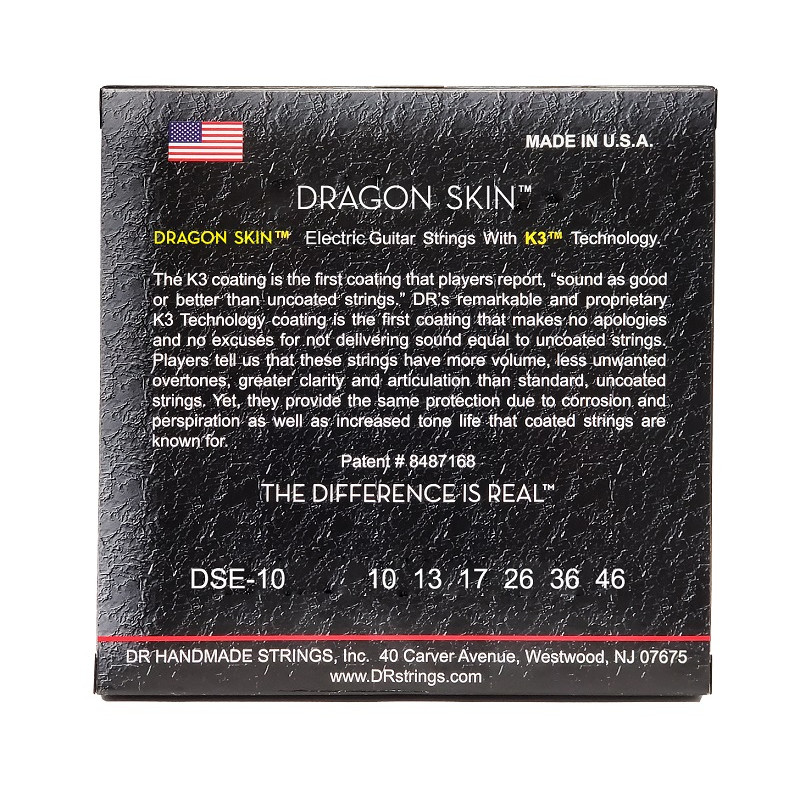 MADE IN U.S.A.
DRAGON SKIN™
DRAGON SKIN™ Electric Guitar Strings With K3™ Technology.
The K3 coating is the first coating that players report, “sound as good
or better than uncoated strings.” DR's remarkable and proprietary
K3 Technology coating is the first coating that makes no apologies
and no excuses for not delivering sound equal to uncoated strings.
Players tell us that these strings have more volume, less unwanted
overtones, greater clarity and articulation than standard, uncoated
strings. Yet, they provide the same protection due to corrosion and
perspiration as well as increased tone life that coated strings are
known for.
Patent # 8487168
THE DIFFERENCE IS REAL™
DSE-10 10 13 17 26 36 46
DR HANDMADE STRINGS, Inc. 40 Carver Avenue, Westwood, NJ 07675
www.DRstrings.com